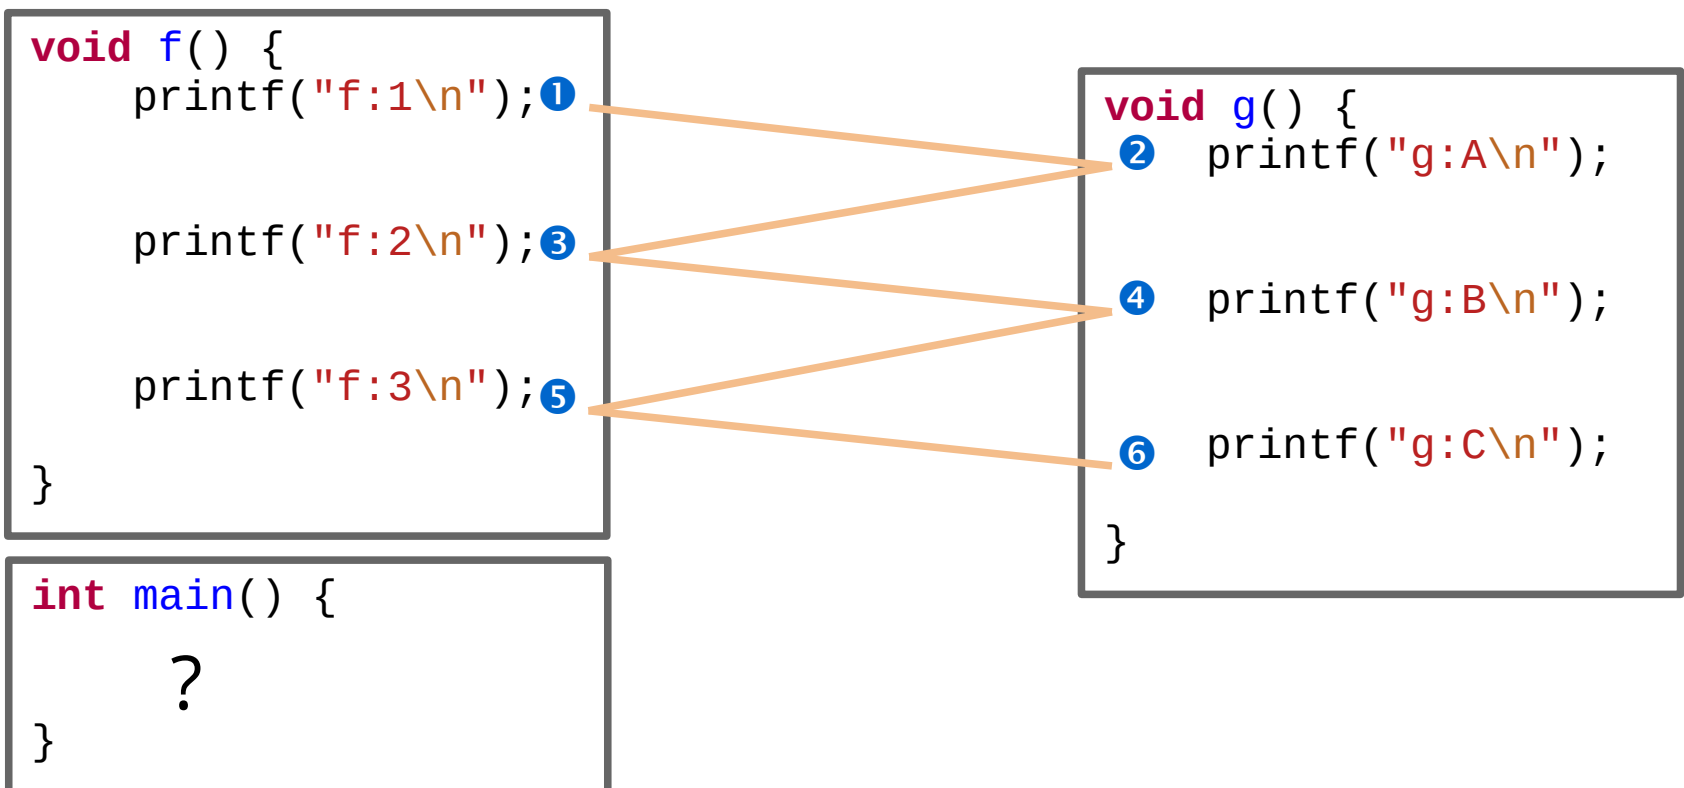 void f() {
    printf("f:1\n");❶
    printf("f:2\n");❸
    printf("f:3\n");❺
}
void g() {
❷  printf("g:A\n");
❹  printf("g:B\n");
❻  printf("g:C\n");
}
int main() {
    ?
}